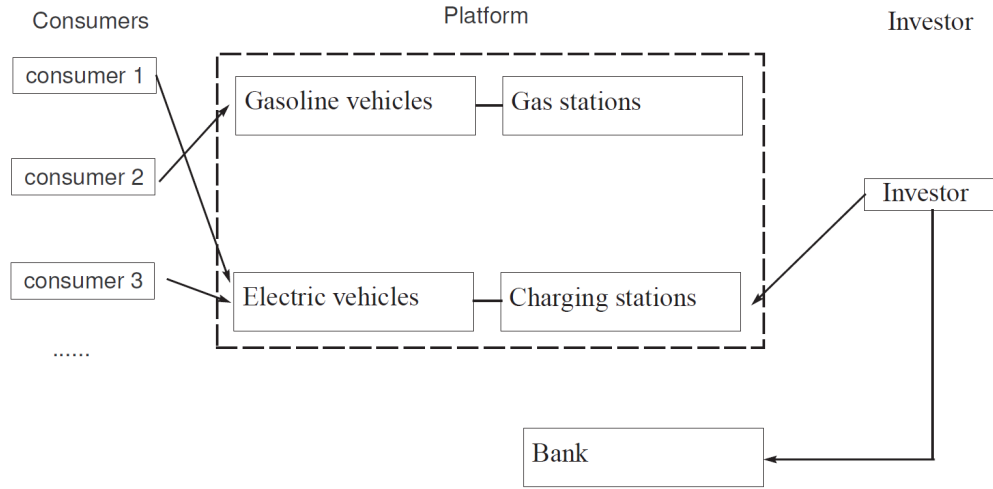 Consumers
Platform
Investor
consumer 1
Gasoline vehicles
Gas stations
consumer 2
Investor
consumer 3
Electric vehicles
Charging stations
......
Bank